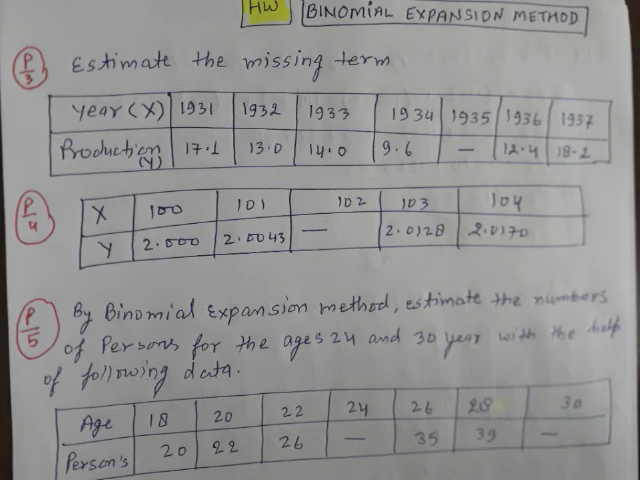 HW BINOMIAL EXPANSION METHOD
P/3 Estimate the missing term
Year (X) 1931 1932 1933 1934 1935 1936 1937
Production (Y) 17.1 13.0 14.0 9.6 — 12.4 18.2
P/4
X 100 101 102 103 104
Y 2.000 2.0043 — 2.0128 2.0170
P/5 By Binomial Expansion method, estimate the numbers
of Persons for the ages 24 and 30 year with the help
of following data.
Age 18 20 22 24 26 28 30
Person's 20 22 26 — 35 39 —